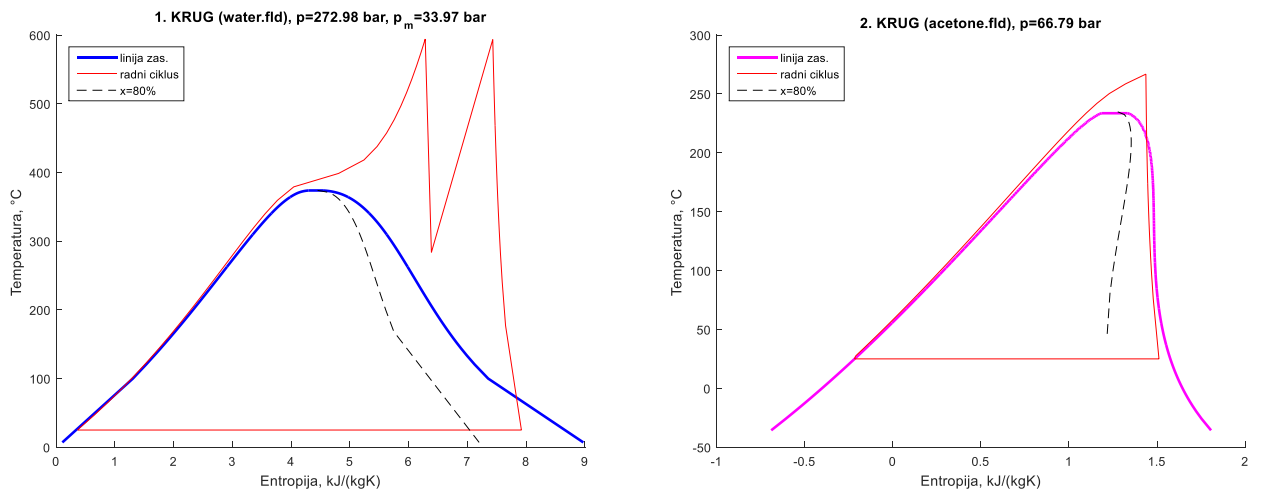 1. KRUG (water.fld), p=272.98 bar, pm=33.97 bar
600
500
400
300
200
100
0
Temperatura, °C
linija zas.
radni ciklus
x=80%
0 1 2 3 4 5 6 7 8 9
Entropija, kJ/(kgK)
2. KRUG (acetone.fld), p=66.79 bar
300
250
200
150
100
50
0
-50
Temperatura, °C
linija zas.
radni ciklus
x=80%
-1 -0.5 0 0.5 1 1.5 2
Entropija, kJ/(kgK)